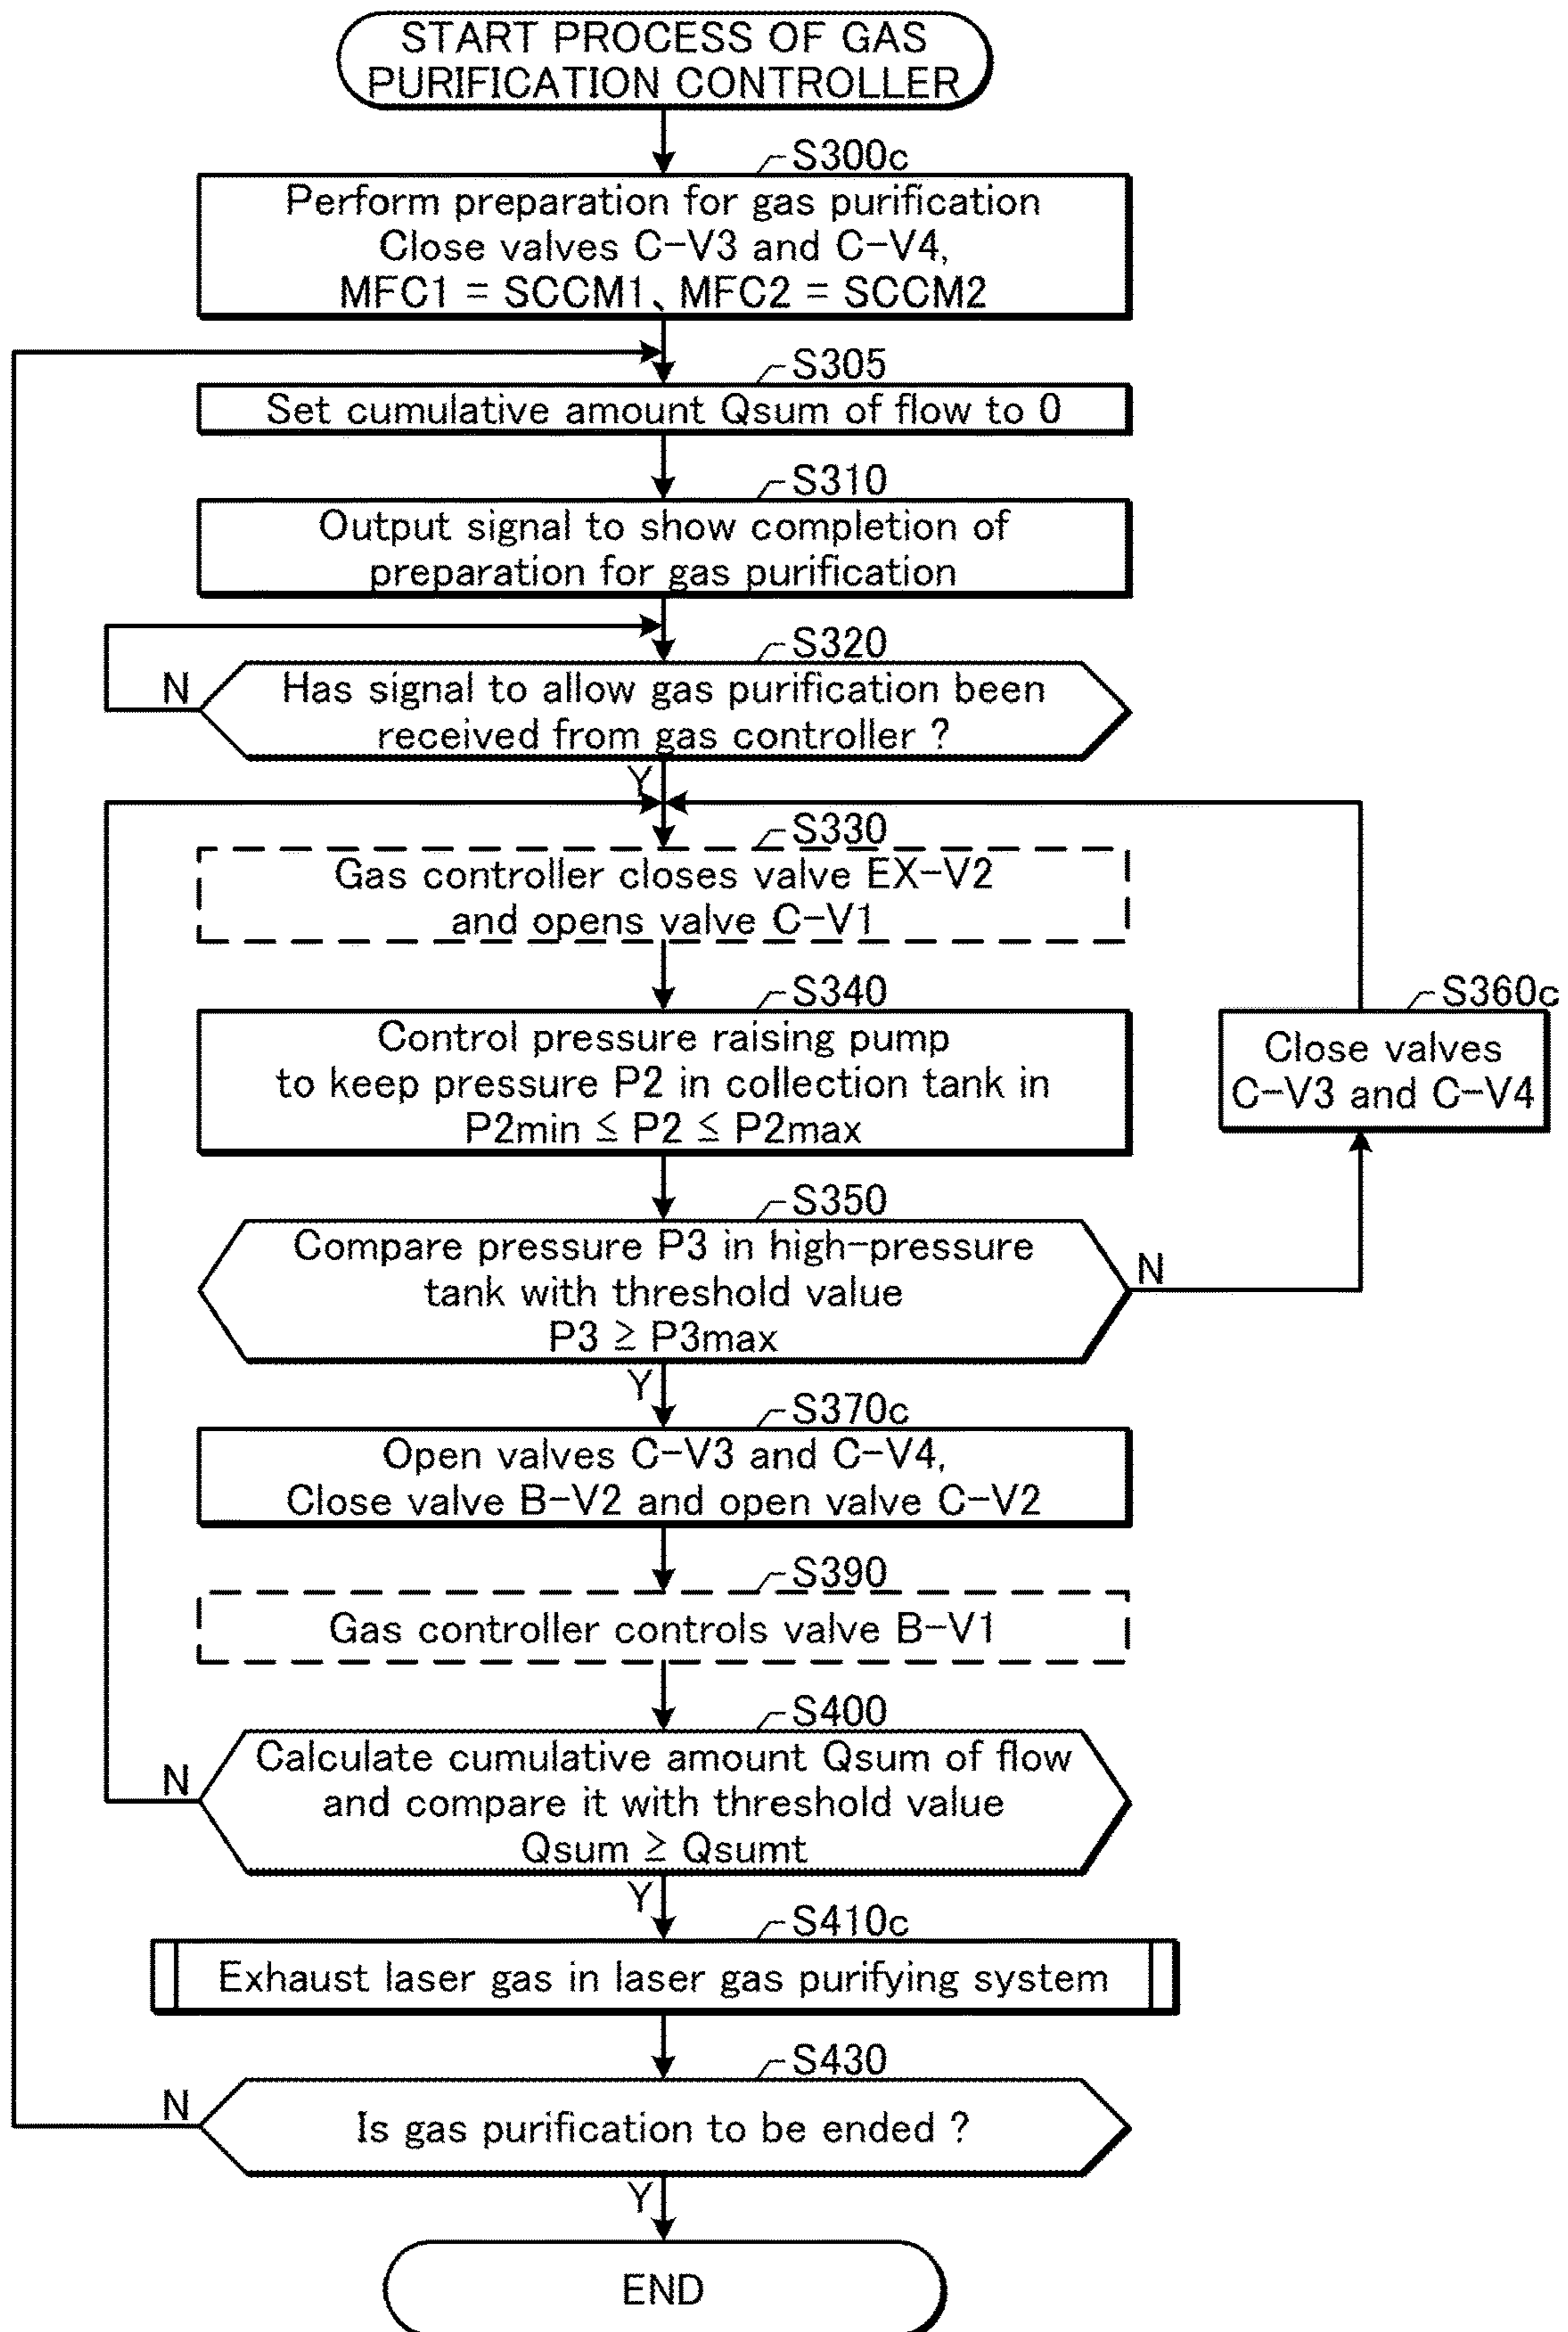 START PROCESS OF GAS
PURIFICATION CONTROLLER
S300c
Perform preparation for gas purification
Close valves C-V3 and C-V4,
MFC1 = SCCM1、MFC2 = SCCM2
S305
Set cumulative amount Qsum of flow to 0
S310
Output signal to show completion of
preparation for gas purification
S320
N
Has signal to allow gas purification been
received from gas controller ?
Y
S330
Gas controller closes valve EX-V2
and opens valve C-V1
S340
Control pressure raising pump
to keep pressure P2 in collection tank in
P2min ≤ P2 ≤ P2max
S360c
Close valves
C-V3 and C-V4
S350
Compare pressure P3 in high-pressure
tank with threshold value
P3 ≥ P3max
N
Y
S370c
Open valves C-V3 and C-V4,
Close valve B-V2 and open valve C-V2
S390
Gas controller controls valve B-V1
S400
N
Calculate cumulative amount Qsum of flow
and compare it with threshold value
Qsum ≥ Qsumt
Y
S410c
Exhaust laser gas in laser gas purifying system
S430
N
Is gas purification to be ended ?
Y
END